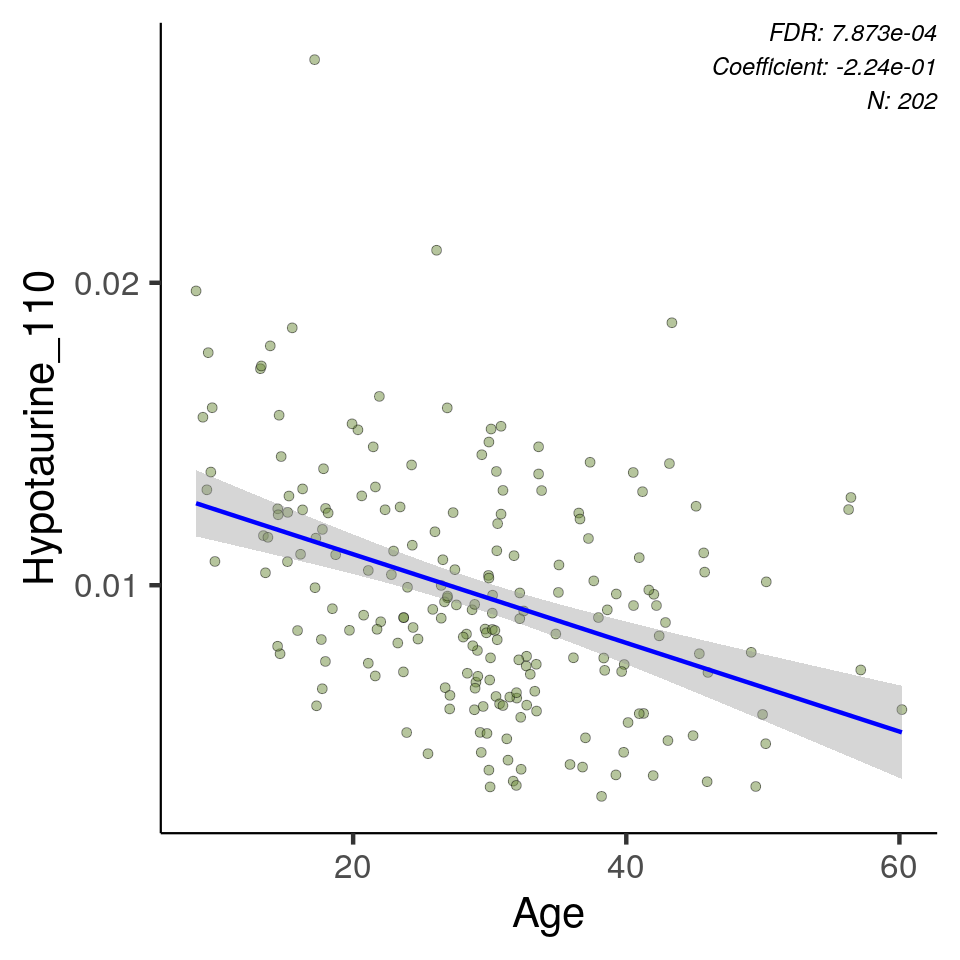 FDR: 7.873e-04
Coefficient: -2.24e-01
N: 202
Hypotaurine_110
0.02
0.01
20 40 60
Age